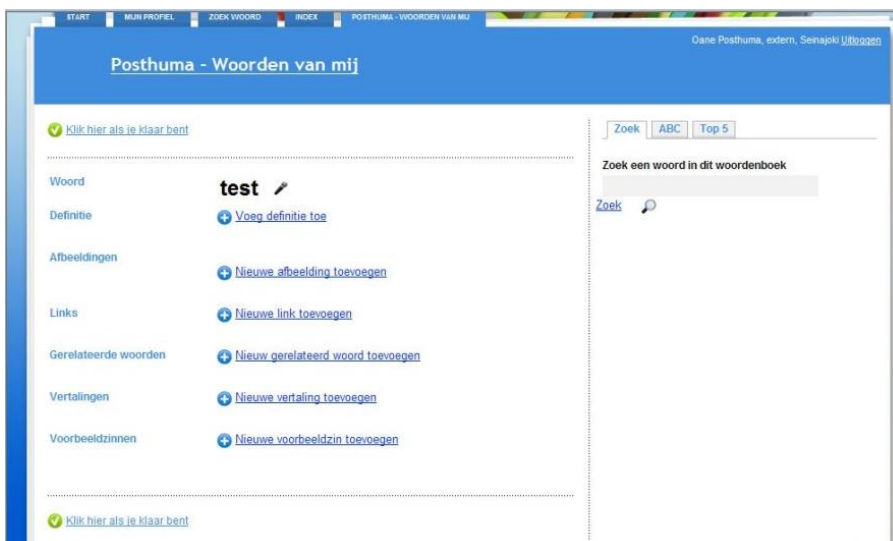 START MIJN PROFIEL ZOEK WOORD INDEX POSTHUMA - WOORDEN VAN MIJ
Oane Posthuma, extern, Seinajoki Uitloggen
Posthuma - Woorden van mij
Klik hier als je klaar bent
Woord test
Definitie Voeg definitie toe
Afbeeldingen
Nieuwe afbeelding toevoegen
Links Nieuwe link toevoegen
Gerelateerde woorden Nieuw gerelateerd woord toevoegen
Vertalingen Nieuwe vertaling toevoegen
Voorbeeldzinnen Nieuwe voorbeeldzin toevoegen
Klik hier als je klaar bent
Zoek ABC Top 5
Zoek een woord in dit woordenboek
Zoek